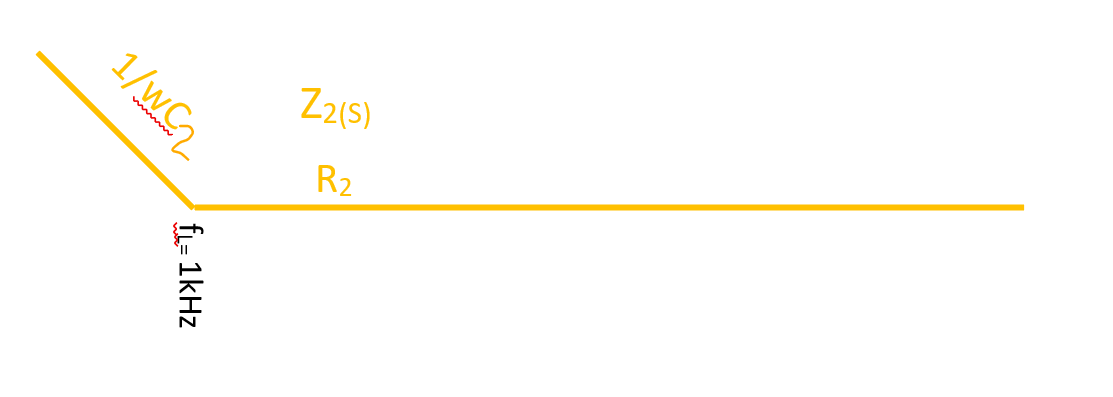 1/wC2
Z2(S)
R2
fL=1kHz